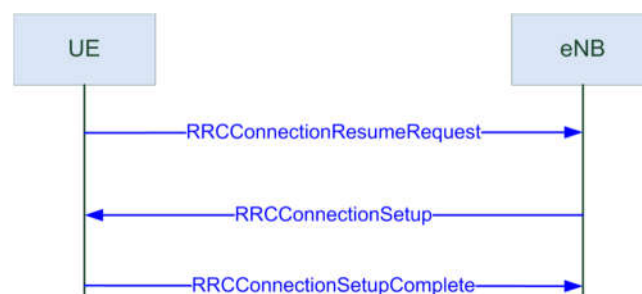 UE
eNB
RRCConnectionResumeRequest
RRCConnectionSetup
RRCConnectionSetupComplete